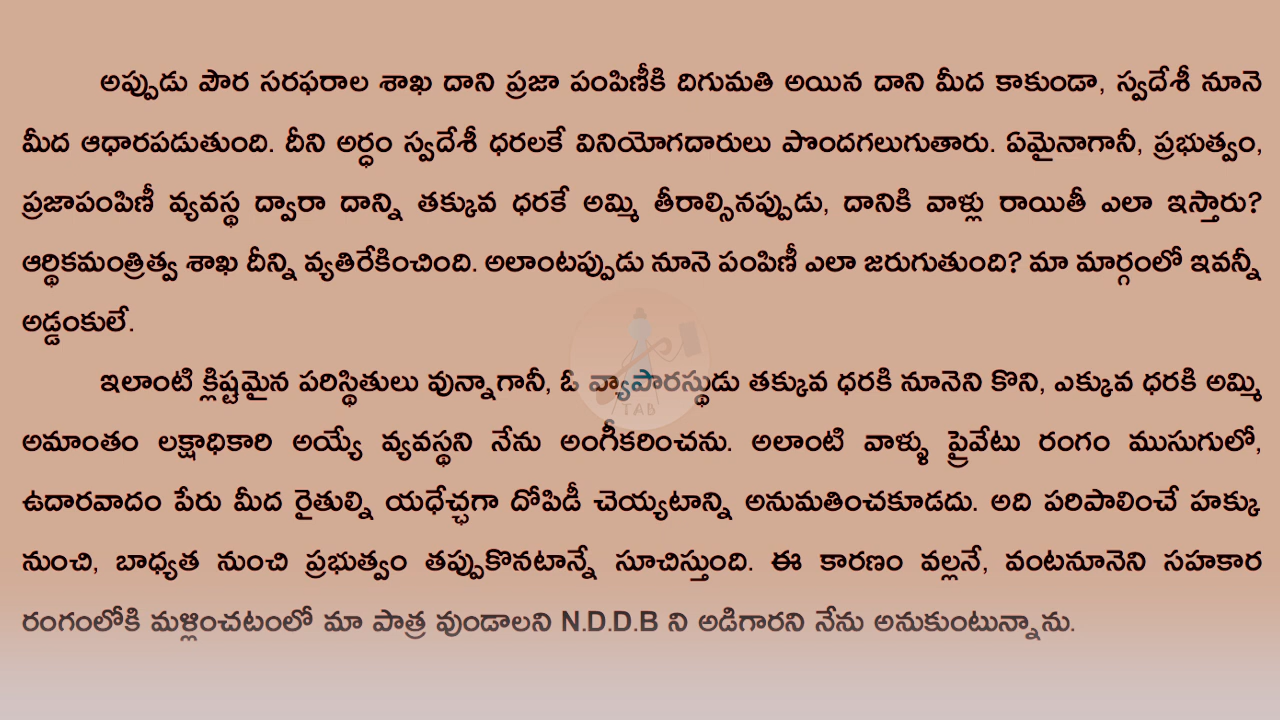 అప్పుడు పౌర సరఫరాల శాఖ దాని ప్రజా పంపిణీకి దిగుమతి అయిన దాని మీద కాకుండా, స్వదేశీ నూనె
మీద ఆధారపడుతుంది. దీని అర్ధం స్వదేశీ ధరలకే వినియోగదారులు పొందగలుగుతారు. ఏమైనాగానీ, ప్రభుత్వం,
ప్రజాపంపిణీ వ్యవస్థ ద్వారా దాన్ని తక్కువ ధరకే అమ్మి తీరాల్సినప్పుడు, దానికి వాళ్లు రాయితీ ఎలా ఇస్తారు?
ఆర్థికమంత్రిత్వ శాఖ దీన్ని వ్యతిరేకించింది. అలాంటప్పుడు నూనె పంపిణీ ఎలా జరుగుతుంది? మా మార్గంలో ఇవన్నీ
అడ్డంకులే.
ఇలాంటి క్లిష్టమైన పరిస్థితులు వున్నాగానీ, ఓ వ్యాపారస్థుడు తక్కువ ధరకి నూనెని కొని, ఎక్కువ ధరకి అమ్మి
అమాంతం లక్షాధికారి అయ్యే వ్యవస్థని నేను అంగీకరించను. అలాంటి వాళ్ళు ప్రైవేటు రంగం ముసుగులో,
ఉదారవాదం పేరు మీద రైతుల్ని యధేచ్ఛగా దోపిడీ చెయ్యటాన్ని అనుమతించకూడదు. అది పరిపాలించే హక్కు
నుంచి, బాధ్యత నుంచి ప్రభుత్వం తప్పుకొనటాన్నే సూచిస్తుంది. ఈ కారణం వల్లనే, వంటనూనెని సహకార
రంగంలోకి మళ్లించటంలో మా పాత్ర వుండాలని N.D.D.B ని అడిగారని నేను అనుకుంటున్నాను.
TAB